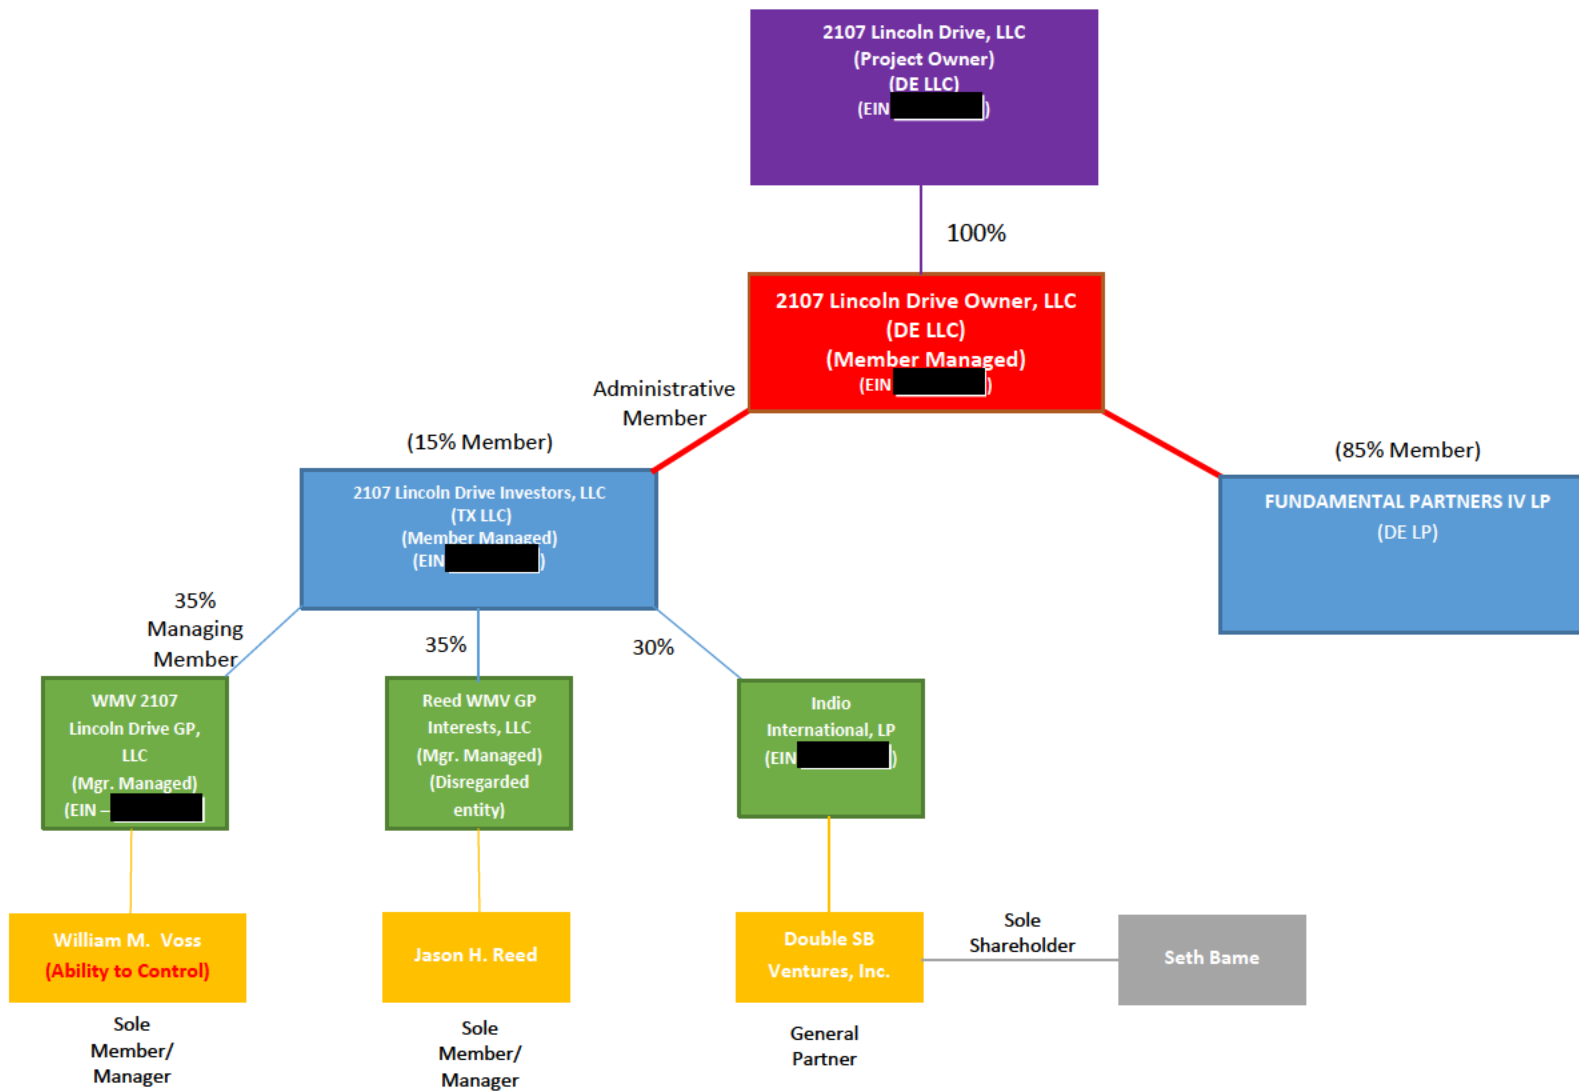 2107 Lincoln Drive, LLC
(Project Owner)
(DE LLC)
(EIN )
100%
2107 Lincoln Drive Owner, LLC
(DE LLC)
(Member Managed)
(EIN )
Administrative
Member
(15% Member)
(85% Member)
2107 Lincoln Drive Investors, LLC
(TX LLC)
(Member Managed)
(EIN )
FUNDAMENTAL PARTNERS IV LP
(DE LP)
35%
Managing
Member
35%
30%
WMV 2107
Lincoln Drive GP,
LLC
(Mgr. Managed)
(EIN –
Reed WMV GP
Interests, LLC
(Mgr. Managed)
(Disregarded
entity)
Indio
International, LP
(EIN )
William M. Voss
(Ability to Control)
Sole
Member/
Manager
Jason H. Reed
Sole
Member/
Manager
Double SB
Ventures, Inc.
General
Partner
Sole
Shareholder
Seth Bame